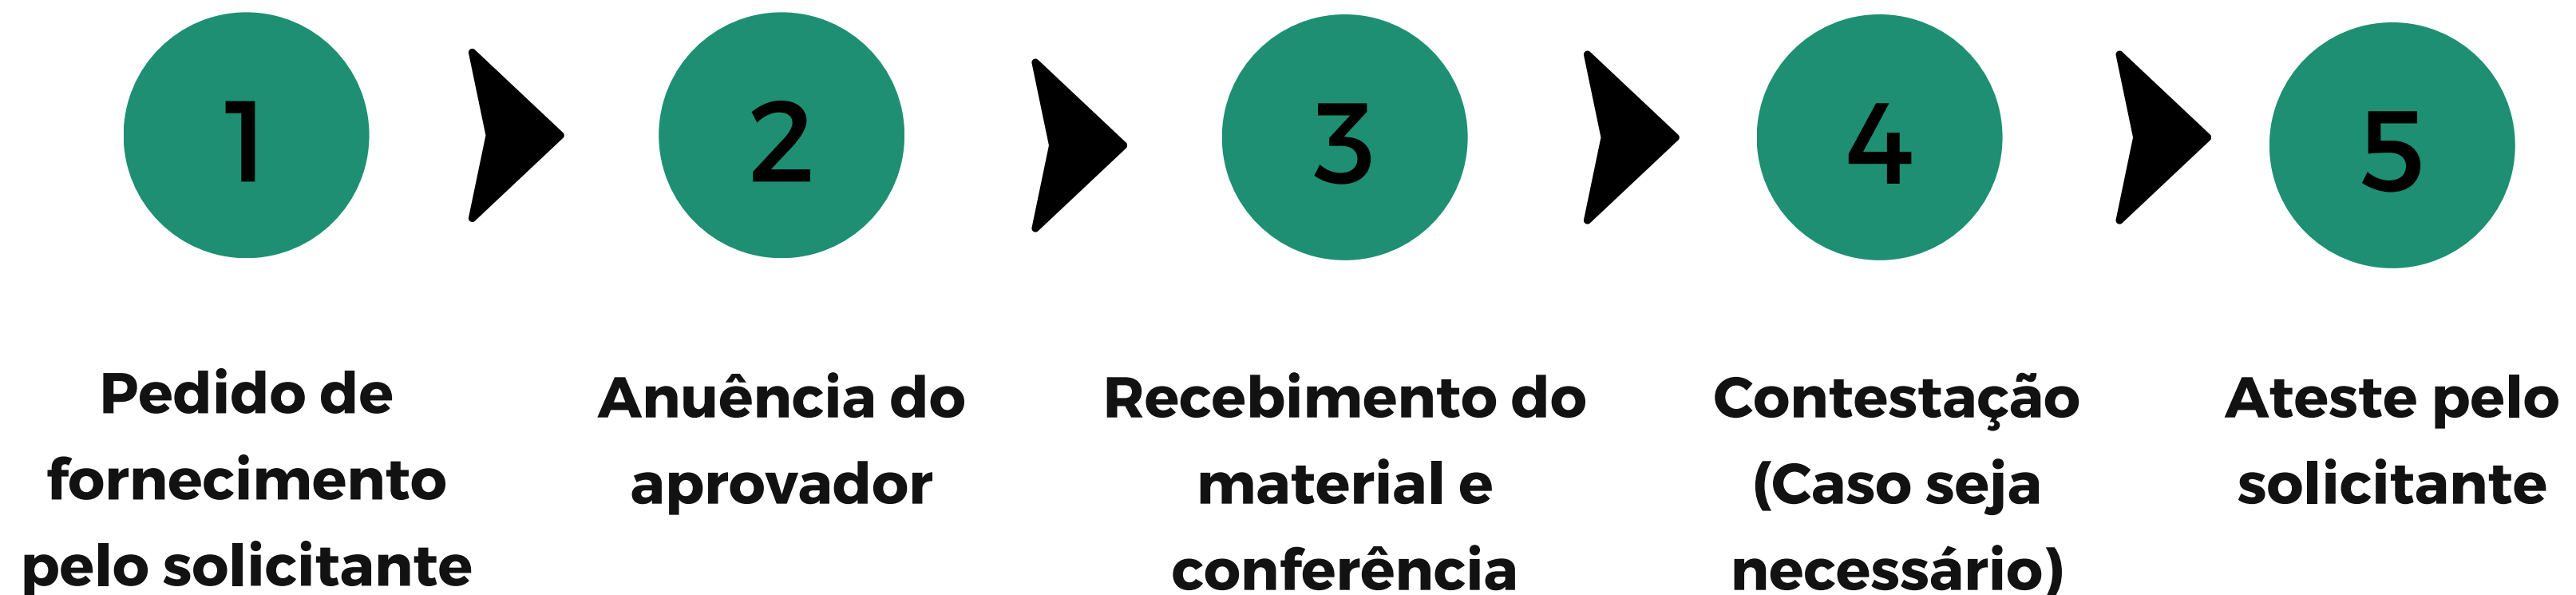 1
2
3
4
5
Pedido de
fornecimento
pelo solicitante
Anuência do
aprovador
Recebimento do
material e
conferência
Contestação
(Caso seja
necessário)
Ateste pelo
solicitante